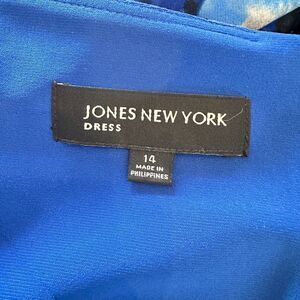 JONES NEW YORK
DRESS
14
MADE IN
PHILIPPINES